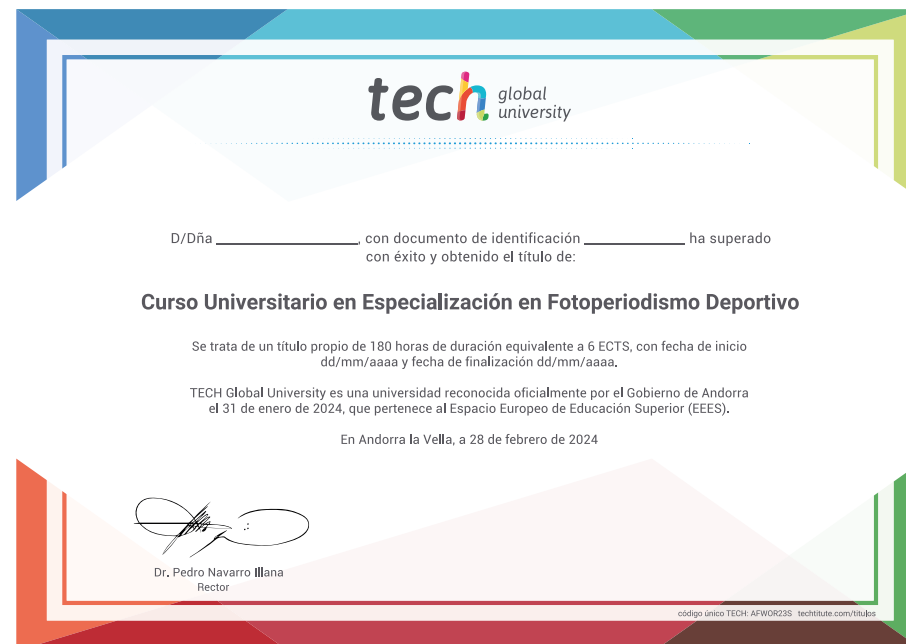 tech global university
D/Dña ____________________, con documento de identificación ______________ ha superado
con éxito y obtenido el título de:
Curso Universitario en Especialización en Fotoperiodismo Deportivo
Se trata de un título propio de 180 horas de duración equivalente a 6 ECTS, con fecha de inicio
dd/mm/aaaa y fecha de finalización dd/mm/aaaa.
TECH Global University es una universidad reconocida oficialmente por el Gobierno de Andorra
el 31 de enero de 2024, que pertenece al Espacio Europeo de Educación Superior (EEES).
En Andorra la Vella, a 28 de febrero de 2024
Dr. Pedro Navarro Illana
Rector
código único TECH: AFWOR23S techtitute.com/titulos